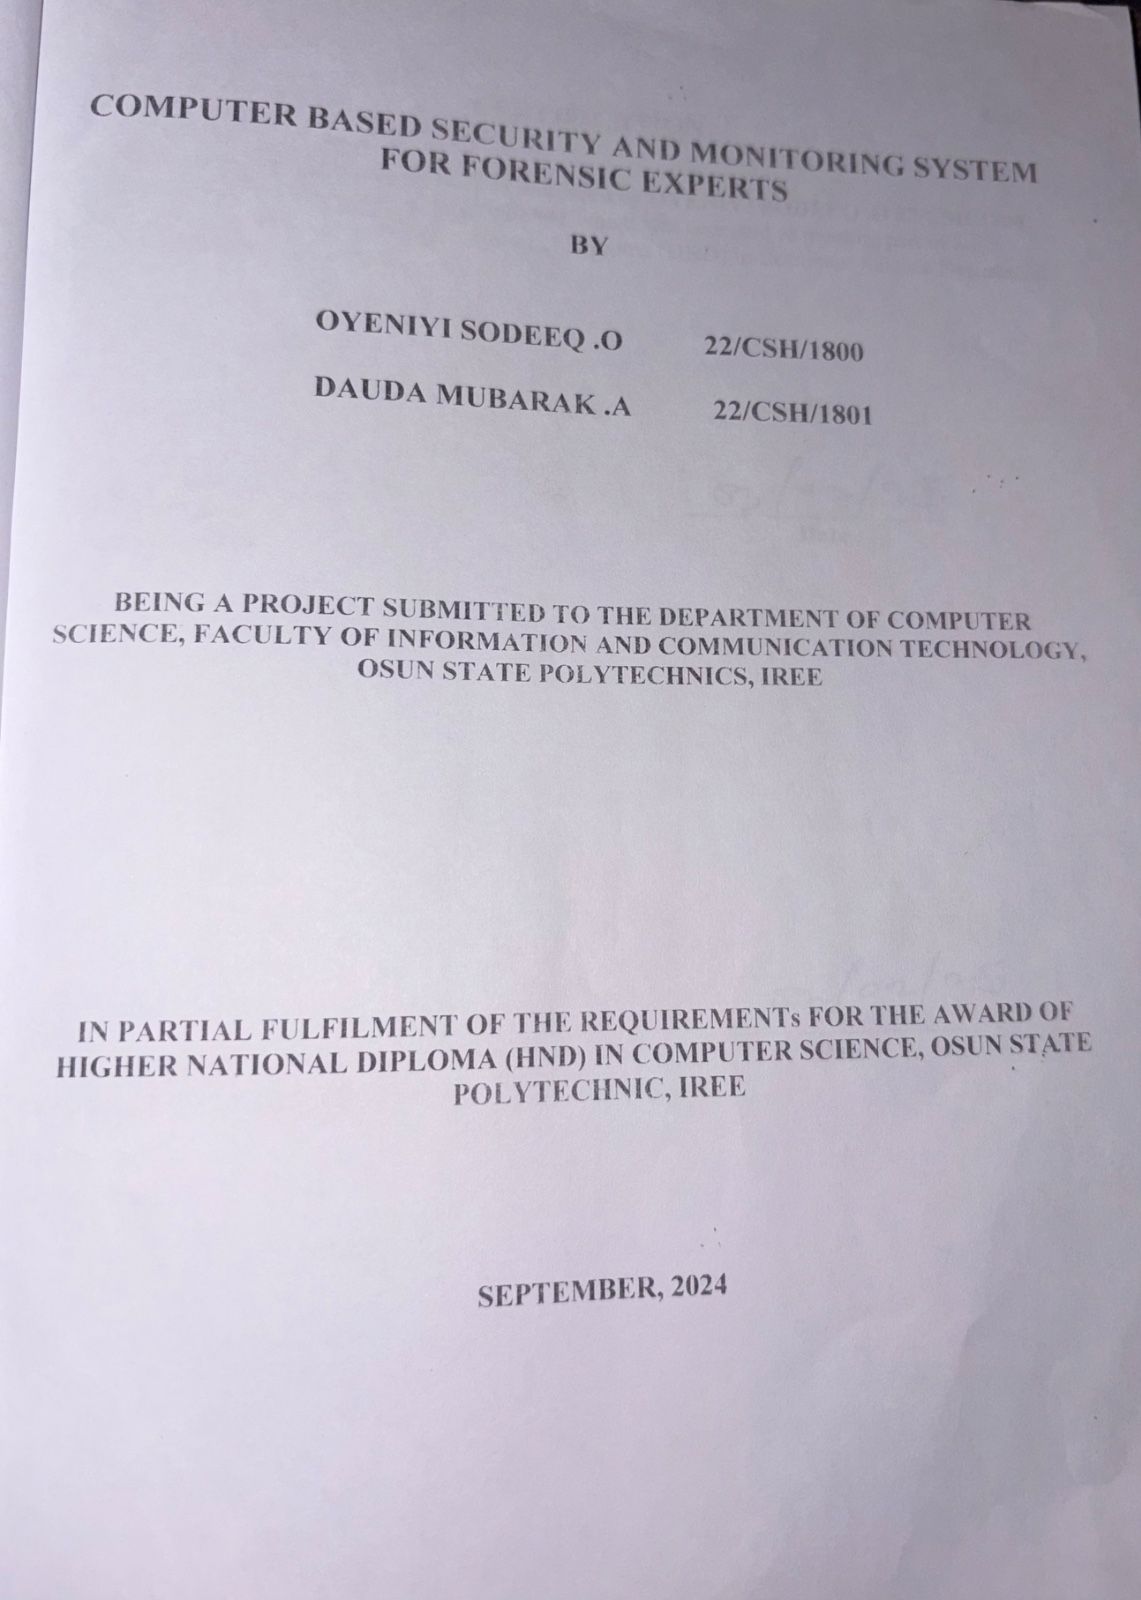 COMPUTER BASED SECURITY AND MONITORING SYSTEM
FOR FORENSIC EXPERTS
BY
OYENIYI SODEEQ .O 22/CSH/1800
DAUDA MUBARAK .A 22/CSH/1801
BEING A PROJECT SUBMITTED TO THE DEPARTMENT OF COMPUTER
SCIENCE, FACULTY OF INFORMATION AND COMMUNICATION TECHNOLOGY,
OSUN STATE POLYTECHNICS, IREE
IN PARTIAL FULFILMENT OF THE REQUIREMENTs FOR THE AWARD OF
HIGHER NATIONAL DIPLOMA (HND) IN COMPUTER SCIENCE, OSUN STATE
POLYTECHNIC, IREE
SEPTEMBER, 2024